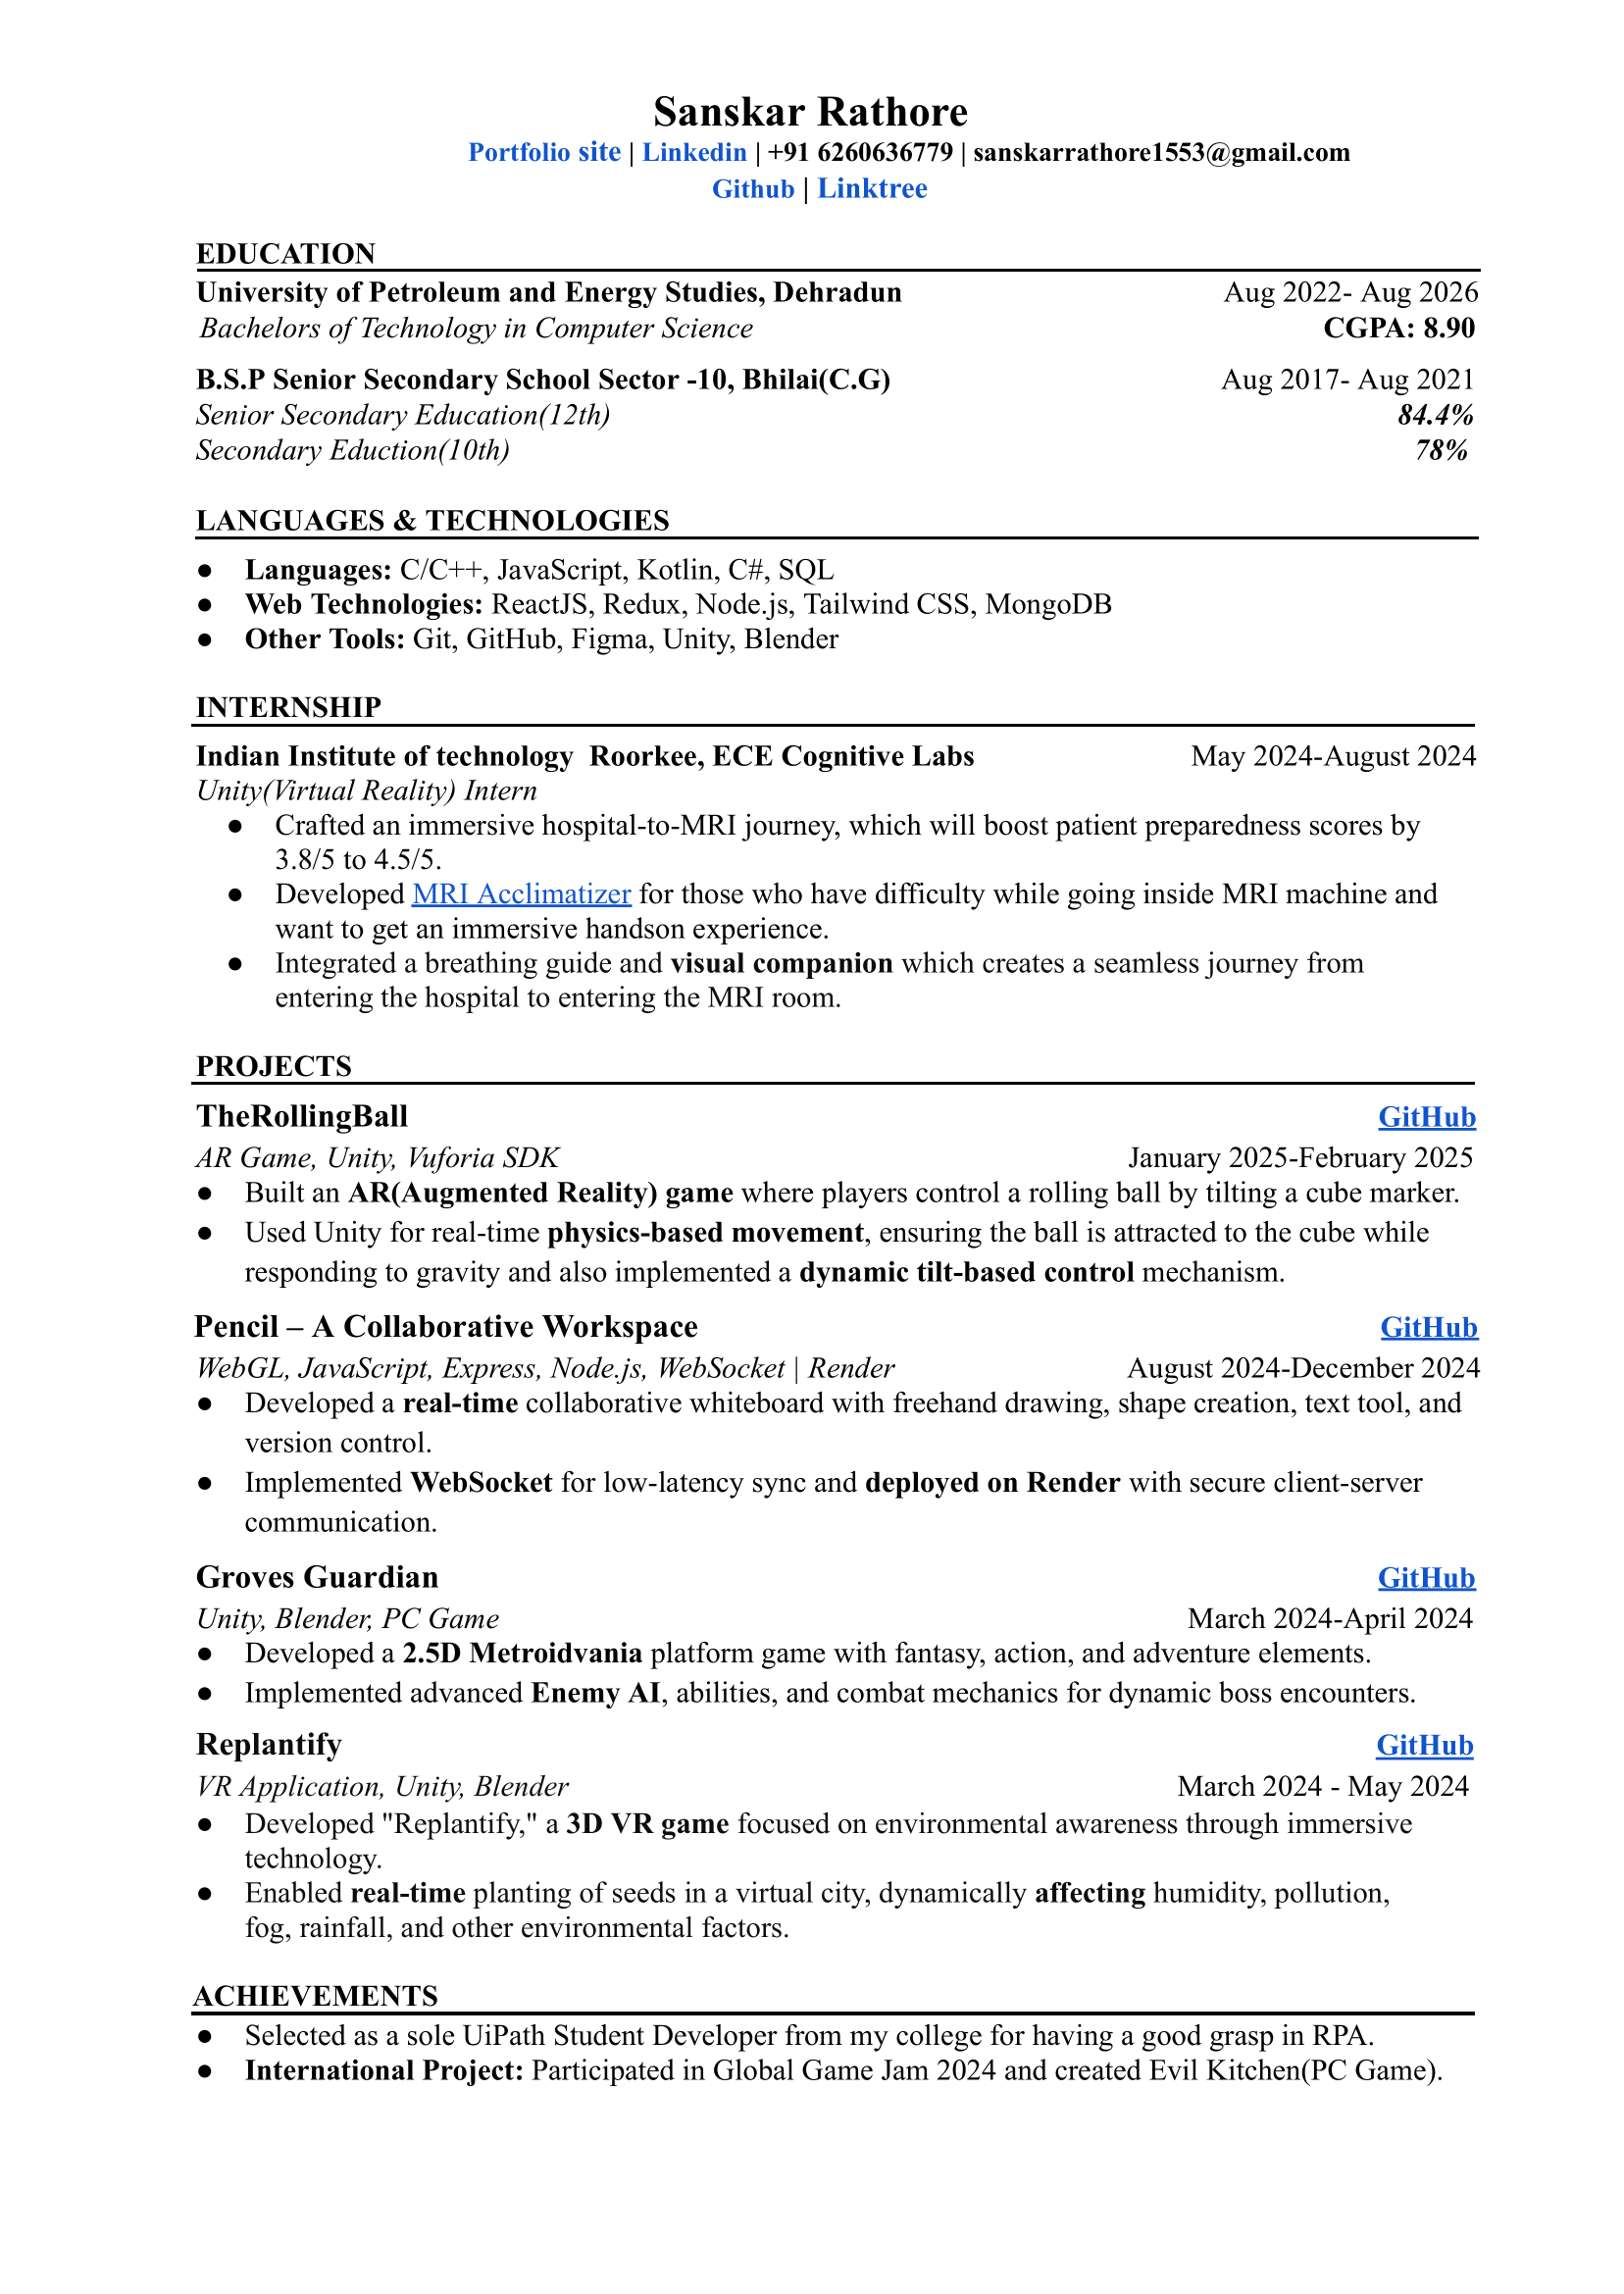 Sanskar Rathore
Portfolio site | Linkedin | +91 6260636779 | sanskarrathore1553@gmail.com
Github | Linktree
EDUCATION
University of Petroleum and Energy Studies, Dehradun Aug 2022- Aug 2026
Bachelors of Technology in Computer Science CGPA: 8.90
B.S.P Senior Secondary School Sector -10, Bhilai(C.G) Aug 2017- Aug 2021
Senior Secondary Education(12th) 84.4%
Secondary Eduction(10th) 78%
LANGUAGES & TECHNOLOGIES
● Languages: C/C++, JavaScript, Kotlin, C#, SQL
● Web Technologies: ReactJS, Redux, Node.js, Tailwind CSS, MongoDB
● Other Tools: Git, GitHub, Figma, Unity, Blender
INTERNSHIP
Indian Institute of technology  Roorkee, ECE Cognitive Labs May 2024-August 2024
Unity(Virtual Reality) Intern
● Crafted an immersive hospital-to-MRI journey, which will boost patient preparedness scores by
3.8/5 to 4.5/5.
● Developed MRI Acclimatizer for those who have difficulty while going inside MRI machine and
want to get an immersive handson experience.
● Integrated a breathing guide and visual companion which creates a seamless journey from
entering the hospital to entering the MRI room.
PROJECTS
TheRollingBall GitHub
AR Game, Unity, Vuforia SDK January 2025-February 2025
● Built an AR(Augmented Reality) game where players control a rolling ball by tilting a cube marker.
● Used Unity for real-time physics-based movement, ensuring the ball is attracted to the cube while
responding to gravity and also implemented a dynamic tilt-based control mechanism.
Pencil – A Collaborative Workspace GitHub
WebGL, JavaScript, Express, Node.js, WebSocket | Render August 2024-December 2024
● Developed a real-time collaborative whiteboard with freehand drawing, shape creation, text tool, and
version control.
● Implemented WebSocket for low-latency sync and deployed on Render with secure client-server
communication.
Groves Guardian GitHub
Unity, Blender, PC Game March 2024-April 2024
● Developed a 2.5D Metroidvania platform game with fantasy, action, and adventure elements.
● Implemented advanced Enemy AI, abilities, and combat mechanics for dynamic boss encounters.
Replantify GitHub
VR Application, Unity, Blender March 2024 - May 2024
● Developed "Replantify," a 3D VR game focused on environmental awareness through immersive
technology.
● Enabled real-time planting of seeds in a virtual city, dynamically affecting humidity, pollution,
fog, rainfall, and other environmental factors.
ACHIEVEMENTS
● Selected as a sole UiPath Student Developer from my college for having a good grasp in RPA.
● International Project: Participated in Global Game Jam 2024 and created Evil Kitchen(PC Game).